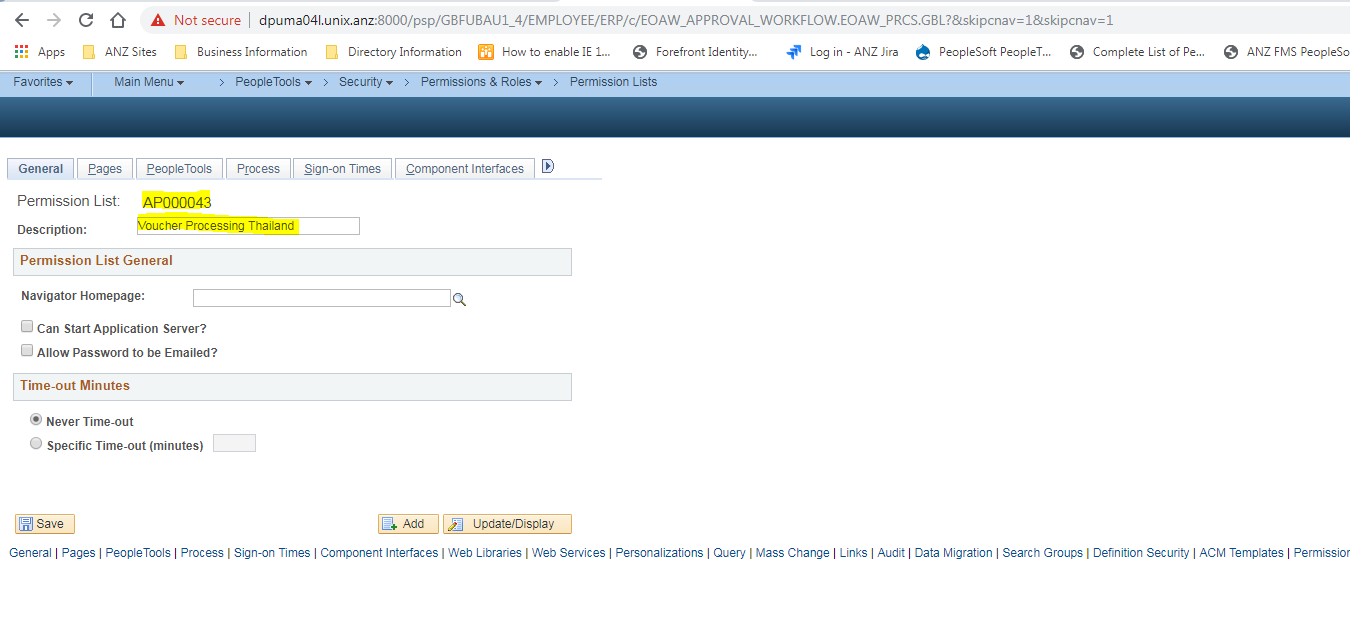 Not secure | dpuma04l.unix.anz:8000/psp/GBFUBAU1_4/EMPLOYEE/ERP/c/EOAW_APPROVAL_WORKFLOW.EOAW_PRCS.GBL?&skipcnav=1&skipcnav=1
Apps ANZ Sites Business Information Directory Information How to enable IE 1... Forefront Identity... Log in - ANZ Jira PeopleSoft PeopleT... Complete List of Pe... ANZ FMS PeopleSo
Favorites Main Menu > PeopleTools > Security > Permissions & Roles > Permission Lists
General Pages PeopleTools Process Sign-on Times Component Interfaces
Permission List: AP000043
Description: Voucher Processing Thailand
Permission List General
Navigator Homepage:
Can Start Application Server?
Allow Password to be Emailed?
Time-out Minutes
Never Time-out
Specific Time-out (minutes)
Save Add Update/Display
General | Pages | PeopleTools | Process | Sign-on Times | Component Interfaces | Web Libraries | Web Services | Personalizations | Query | Mass Change | Links | Audit | Data Migration | Search Groups | Definition Security | ACM Templates | Permission